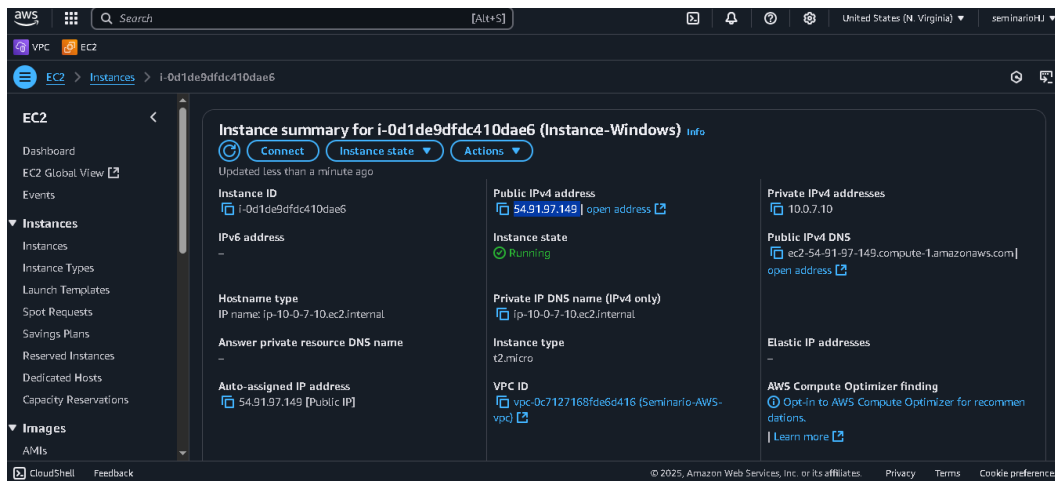 aws
Search [Alt+S] United States (N. Virginia) ▼ seminarioHJ ▼
VPC EC2
EC2 > Instances > i-0d1de9dfdc410dae6
EC2
Dashboard
EC2 Global View
Events
Instances
Instances
Instance Types
Launch Templates
Spot Requests
Savings Plans
Reserved Instances
Dedicated Hosts
Capacity Reservations
Images
AMIs
Instance summary for i-0d1de9dfdc410dae6 (Instance-Windows) Info
Connect Instance state ▼ Actions ▼
Updated less than a minute ago
Instance ID
i-0d1de9dfdc410dae6
Public IPv4 address
54.91.97.149 | open address
Private IPv4 addresses
10.0.7.10
IPv6 address
–
Instance state
Running
Public IPv4 DNS
ec2-54-91-97-149.compute-1.amazonaws.com |
open address
Hostname type
IP name: ip-10-0-7-10.ec2.internal
Private IP DNS name (IPv4 only)
ip-10-0-7-10.ec2.internal
Answer private resource DNS name
–
Instance type
t2.micro
Elastic IP addresses
–
Auto-assigned IP address
54.91.97.149 [Public IP]
VPC ID
vpc-0c7127168fde6d416 (Seminario-AWS-
vpc)
AWS Compute Optimizer finding
Opt-in to AWS Compute Optimizer for recommen
dations.
| Learn more
CloudShell Feedback © 2025, Amazon Web Services, Inc. or its affiliates. Privacy Terms Cookie preference